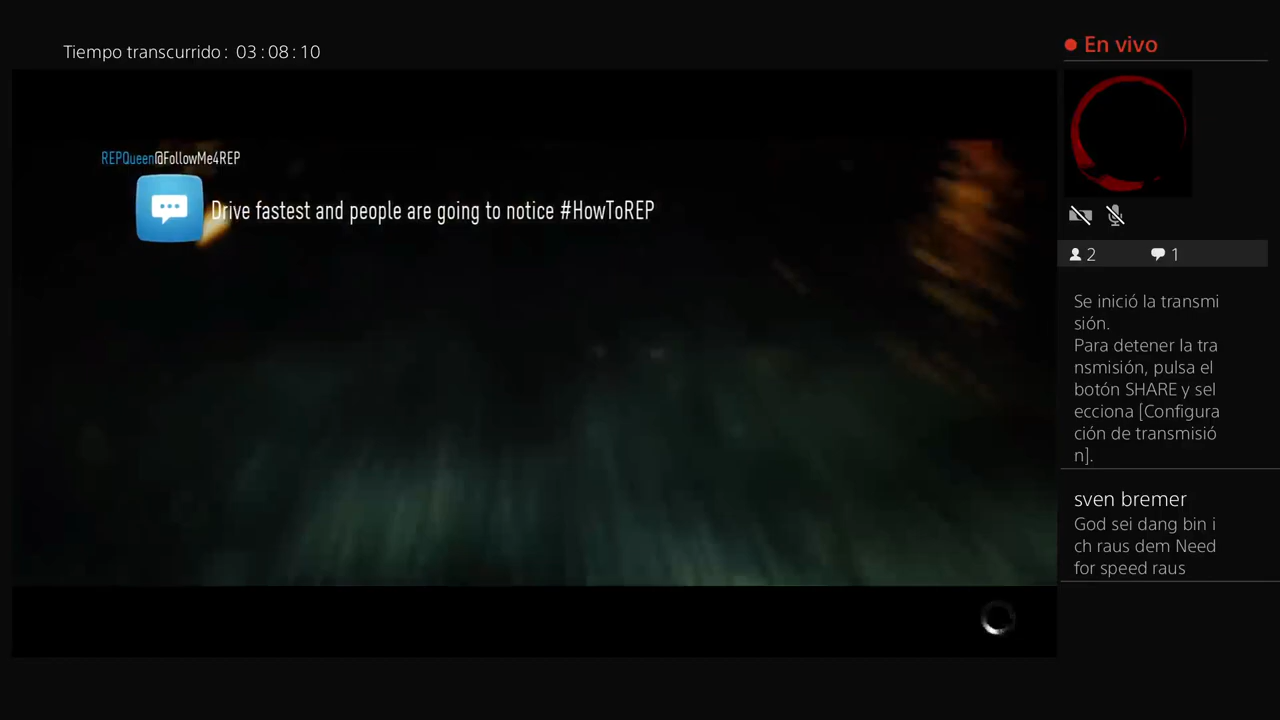 Tiempo transcurrido : 03 : 08 : 10
En vivo
REPQueen@FollowMe4REP
Drive fastest and people are going to notice #HowToREP
2 1
Se inició la transmi
sión.
Para detener la tra
nsmisión, pulsa el
botón SHARE y sel
ecciona [Configura
ción de transmisió
n].
sven bremer
God sei dang bin i
ch raus dem Need
for speed raus